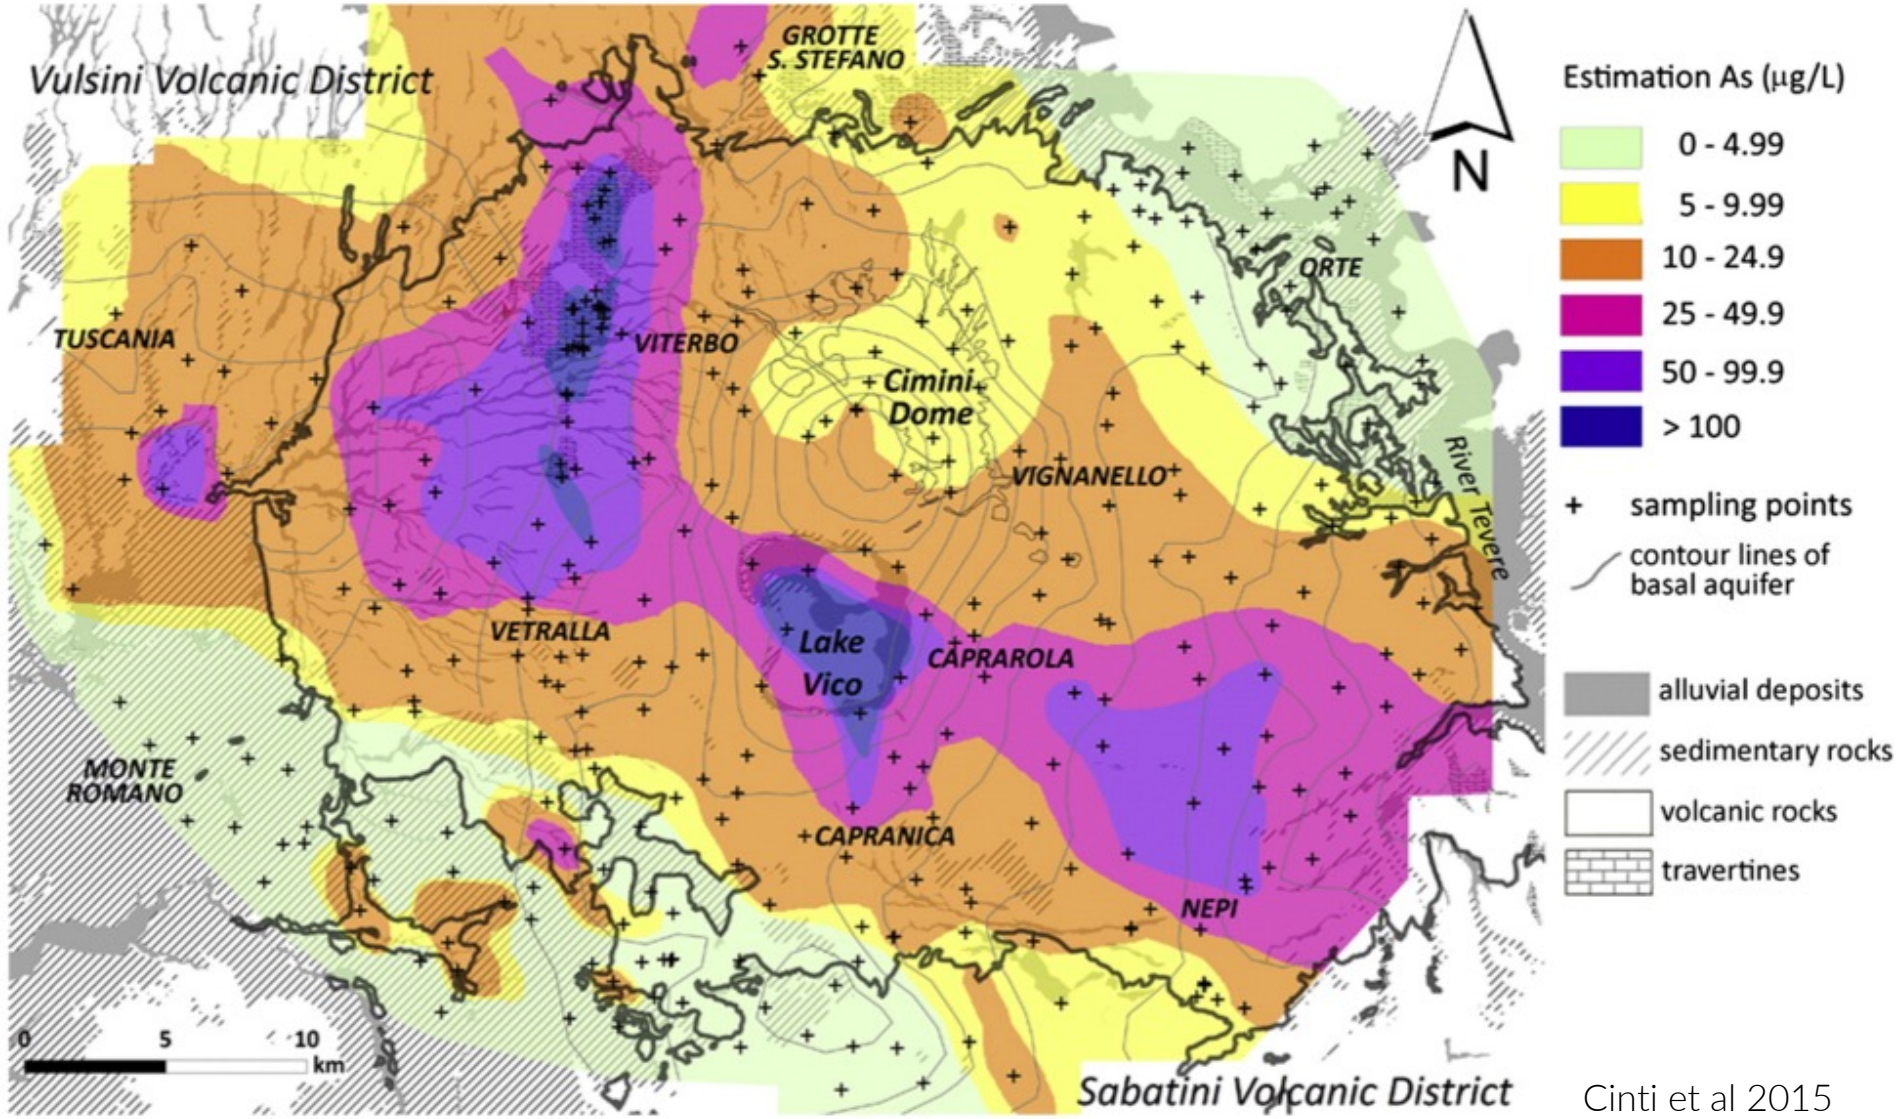 GROTTE
S. STEFANO
Vulsini Volcanic District
N
ORTE
TUSCANIA
VITERBO
Cimini
Dome
VIGNANELLO
River Tevere
VETRALLA
Lake
Vico
CAPRAROLA
MONTE
ROMANO
CAPRANICA
NEPI
0 5 10
km
Sabatini Volcanic District
Estimation As (µg/L)
0 - 4.99
5 - 9.99
10 - 24.9
25 - 49.9
50 - 99.9
> 100
sampling points
contour lines of
basal aquifer
alluvial deposits
sedimentary rocks
volcanic rocks
travertines
Cinti et al 2015